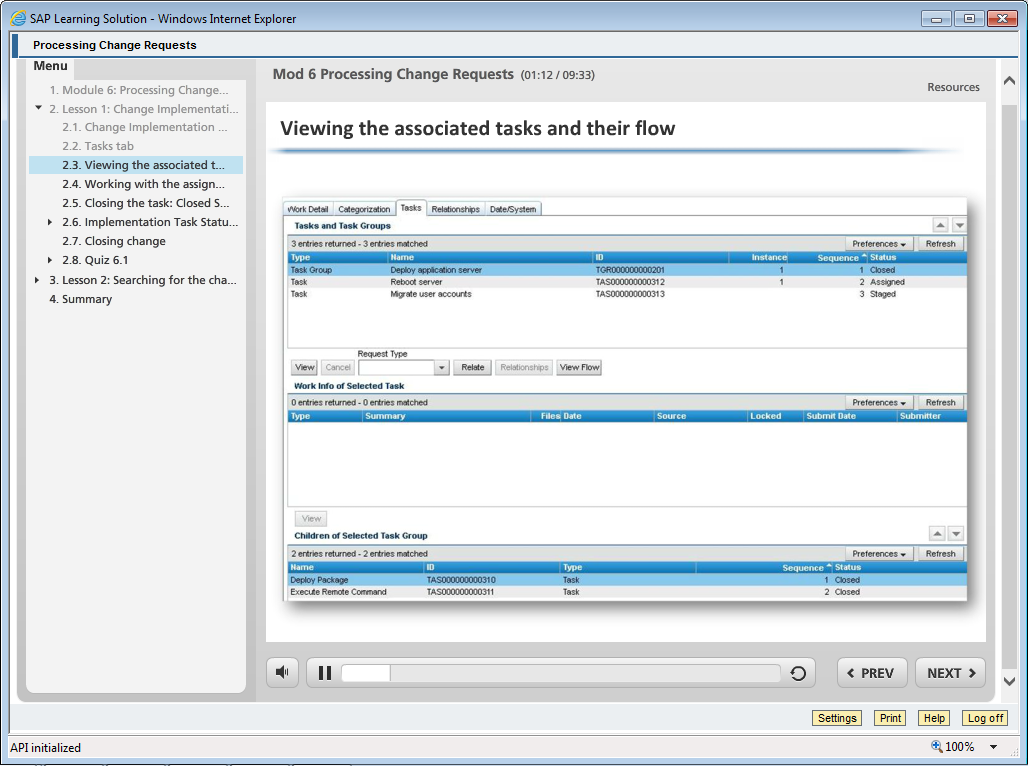 SAP Learning Solution - Windows Internet Explorer
Processing Change Requests
Menu
1. Module 6: Processing Change...
2. Lesson 1: Change Implementati...
2.1. Change Implementation ...
2.2. Tasks tab
2.3. Viewing the associated t...
2.4. Working with the assign...
2.5. Closing the task: Closed S...
2.6. Implementation Task Statu...
2.7. Closing change
2.8. Quiz 6.1
3. Lesson 2: Searching for the cha...
4. Summary
Mod 6 Processing Change Requests (01:12 / 09:33)
Resources
Viewing the associated tasks and their flow
Work Detail Categorization Tasks Relationships Date/System
Tasks and Task Groups
3 entries returned - 3 entries matched Preferences Refresh
Type Name ID Instance Sequence Status
Task Group Deploy application server TGR000000000201 1 1 Closed
Task Reboot server TAS000000000312 1 2 Assigned
Task Migrate user accounts TAS000000000313 3 Staged
Request Type
View Cancel Relate Relationships View Flow
Work Info of Selected Task
0 entries returned - 0 entries matched Preferences Refresh
Type Summary Files Date Source Locked Submit Date Submitter
View
Children of Selected Task Group
2 entries returned - 2 entries matched Preferences Refresh
Name ID Type Sequence Status
Deploy Package TAS000000000310 Task 1 Closed
Execute Remote Command TAS000000000311 Task 2 Closed
PREV NEXT
Settings Print Help Log off
API initialized 100%